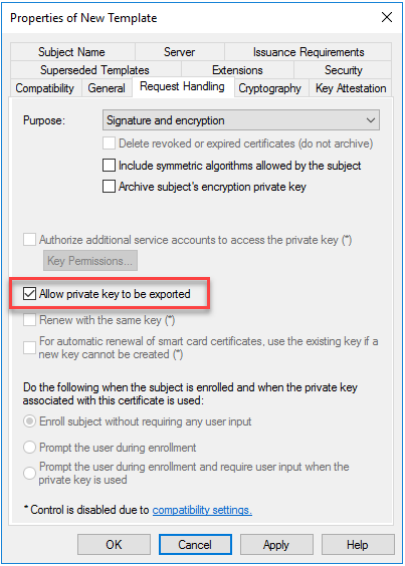 Properties of New Template
Subject Name Server Issuance Requirements
Superseded Templates Extensions Security
Compatibility General Request Handling Cryptography Key Attestation
Purpose: Signature and encryption
Delete revoked or expired certificates (do not archive)
Include symmetric algorithms allowed by the subject
Archive subject's encryption private key
Authorize additional service accounts to access the private key (*)
Key Permissions...
Allow private key to be exported
Renew with the same key (*)
For automatic renewal of smart card certificates, use the existing key if a
new key cannot be created (*)
Do the following when the subject is enrolled and when the private key
associated with this certificate is used:
Enroll subject without requiring any user input
Prompt the user during enrollment
Prompt the user during enrollment and require user input when the
private key is used
* Control is disabled due to compatibility settings.
OK Cancel Apply Help